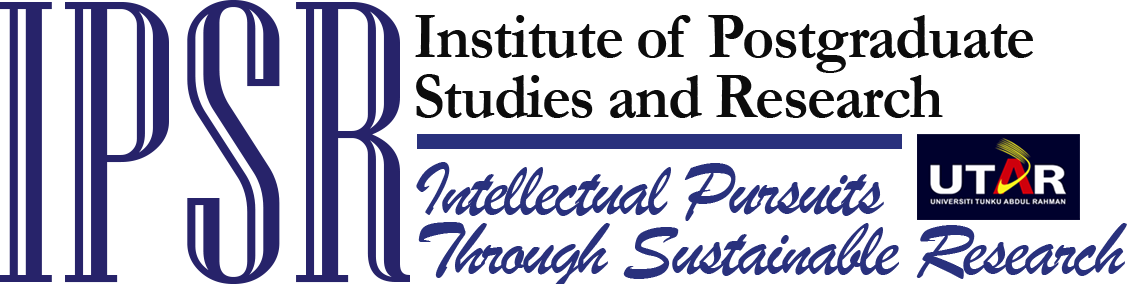 IPSR
Institute of Postgraduate
Studies and Research
Intellectual Pursuits
Through Sustainable Research
UTAR
UNIVERSITI TUNKU ABDUL RAHMAN